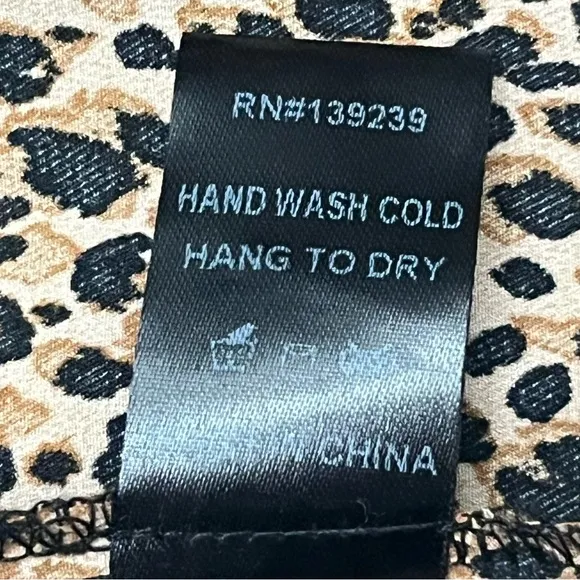 RN#139239
HAND WASH COLD
HANG TO DRY
CHINA